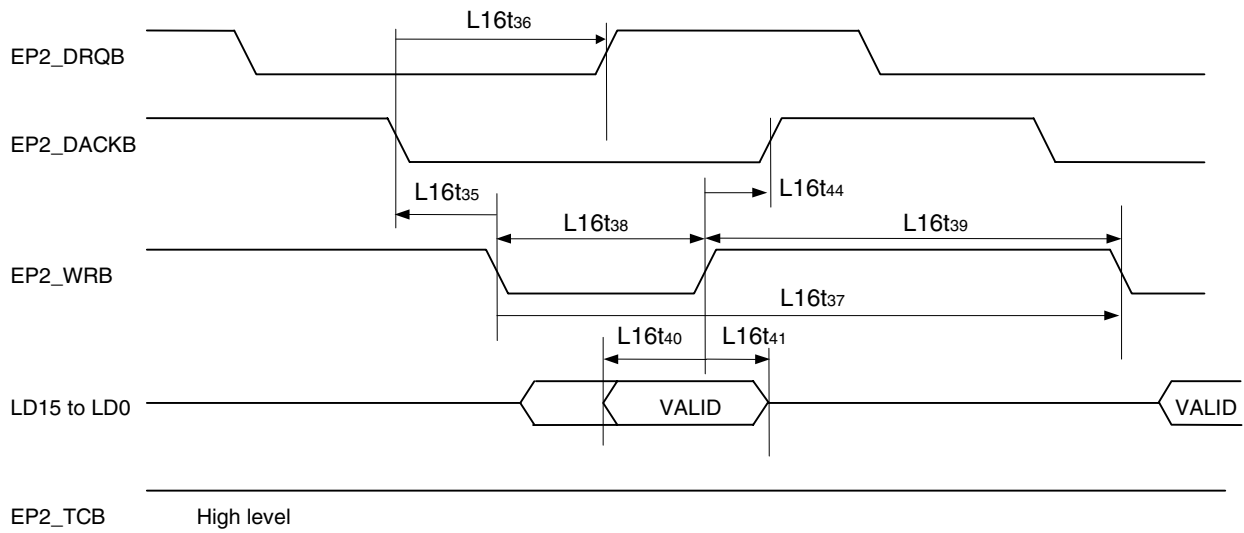 L16t36
EP2_DRQB
EP2_DACKB
L16t35
L16t44
L16t38
L16t39
EP2_WRB
L16t37
L16t40
L16t41
LD15 to LD0
VALID
VALID
EP2_TCB
High level